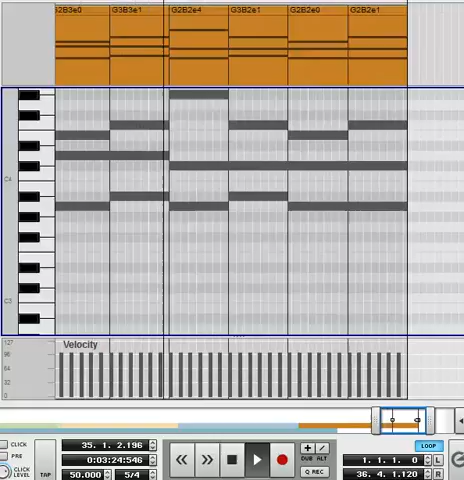 G2B3e0 G3B3e1 G2B2e4 G3B2e1 G2B2e0 G2B2e1
C4
C3
Velocity
127
96
64
32
0
CLICK
PRE
CLICK
LEVEL
TAP
35. 1. 2.196
0:03:24:546
50.000 5/4
DUB ALT
Q REC
LOOP
1. 1. 1. 0 L
36. 4. 1.120 R